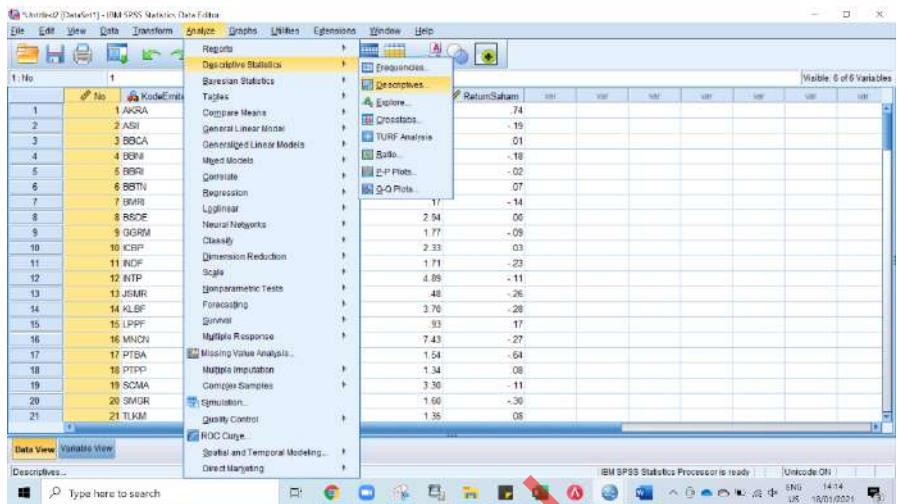 *Untitled2 [DataSet1] - IBM SPSS Statistics Data Editor
File Edit View Data Transform Analyze Graphs Utilities Extensions Window Help
1 : No 1 Visible: 6 of 6 Variables
No KodeEmite ReturnSaham var var var var var var
Reports
Descriptive Statistics
Bayesian Statistics
Tables
Compare Means
General Linear Model
Generalized Linear Models
Mixed Models
Correlate
Regression
Loglinear
Neural Networks
Classify
Dimension Reduction
Scale
Nonparametric Tests
Forecasting
Survival
Multiple Response
Missing Value Analysis...
Multiple Imputation
Complex Samples
Simulation...
Quality Control
ROC Curve...
Spatial and Temporal Modeling...
Direct Marketing
Frequencies...
Descriptives...
Explore...
Crosstabs...
TURF Analysis
Ratio...
P-P Plots...
Q-Q Plots...
1 1 AKRA .74
2 2 ASII -.19
3 3 BBCA .01
4 4 BBNI -.18
5 5 BBRI -.02
6 6 BBTN .07
7 7 BMRI .17 -.14
8 8 BSDE 2.94 .00
9 9 GGRM 1.77 -.09
10 10 ICBP 2.33 .03
11 11 INDF 1.71 -.23
12 12 INTP 4.89 -.11
13 13 JSMR .48 -.26
14 14 KLBF 3.70 -.28
15 15 LPPF .93 .17
16 16 MNCN 7.43 -.27
17 17 PTBA 1.54 -.64
18 18 PTPP 1.34 .08
19 19 SCMA 3.30 -.11
20 20 SMGR 1.60 -.30
21 21 TLKM 1.35 .08
Data View Variable View
Descriptives... IBM SPSS Statistics Processor is ready Unicode:ON
Type here to search ENG 14:14
US 18/01/2021